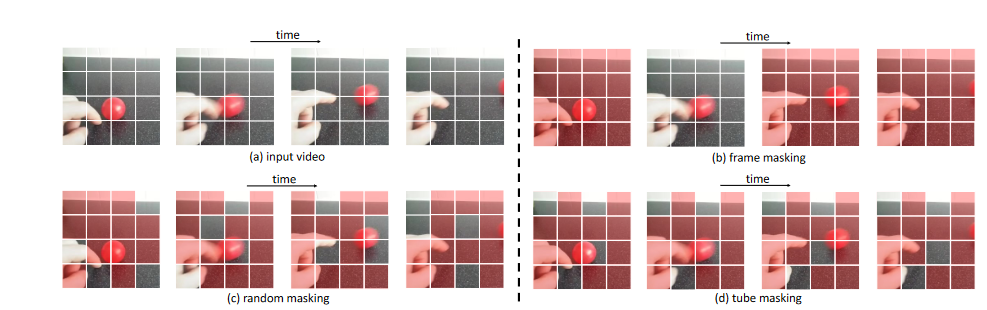 time
time
(a) input video
(b) frame masking
time
time
(c) random masking
(d) tube masking